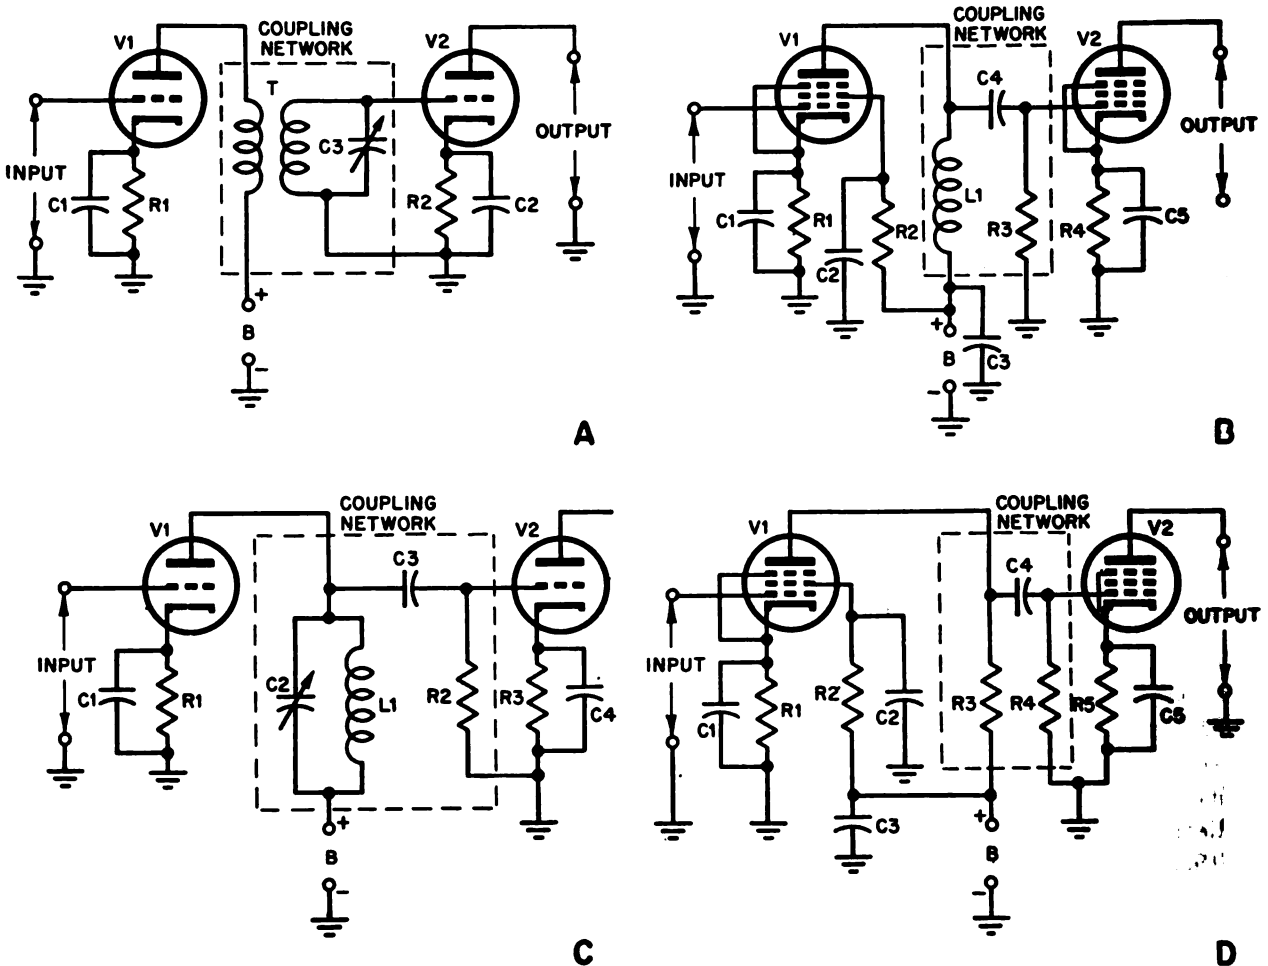 COUPLING
NETWORK
V1
V2
T
C3
INPUT
OUTPUT
C1
R1
R2
C2
+
B
–
A
COUPLING
NETWORK
V1
V2
C4
OUTPUT
INPUT
L1
C1
R1
R2
R3
R4
C5
C2
+
B
C3
–
B
COUPLING
NETWORK
V1
V2
C3
INPUT
C2
C1
R1
L1
R2
R3
C4
+
B
–
C
COUPLING
NETWORK
V1
V2
C4
OUTPUT
INPUT
R2
C1
R1
C2
R3
R4
R5
C5
C3
+
B
–
D